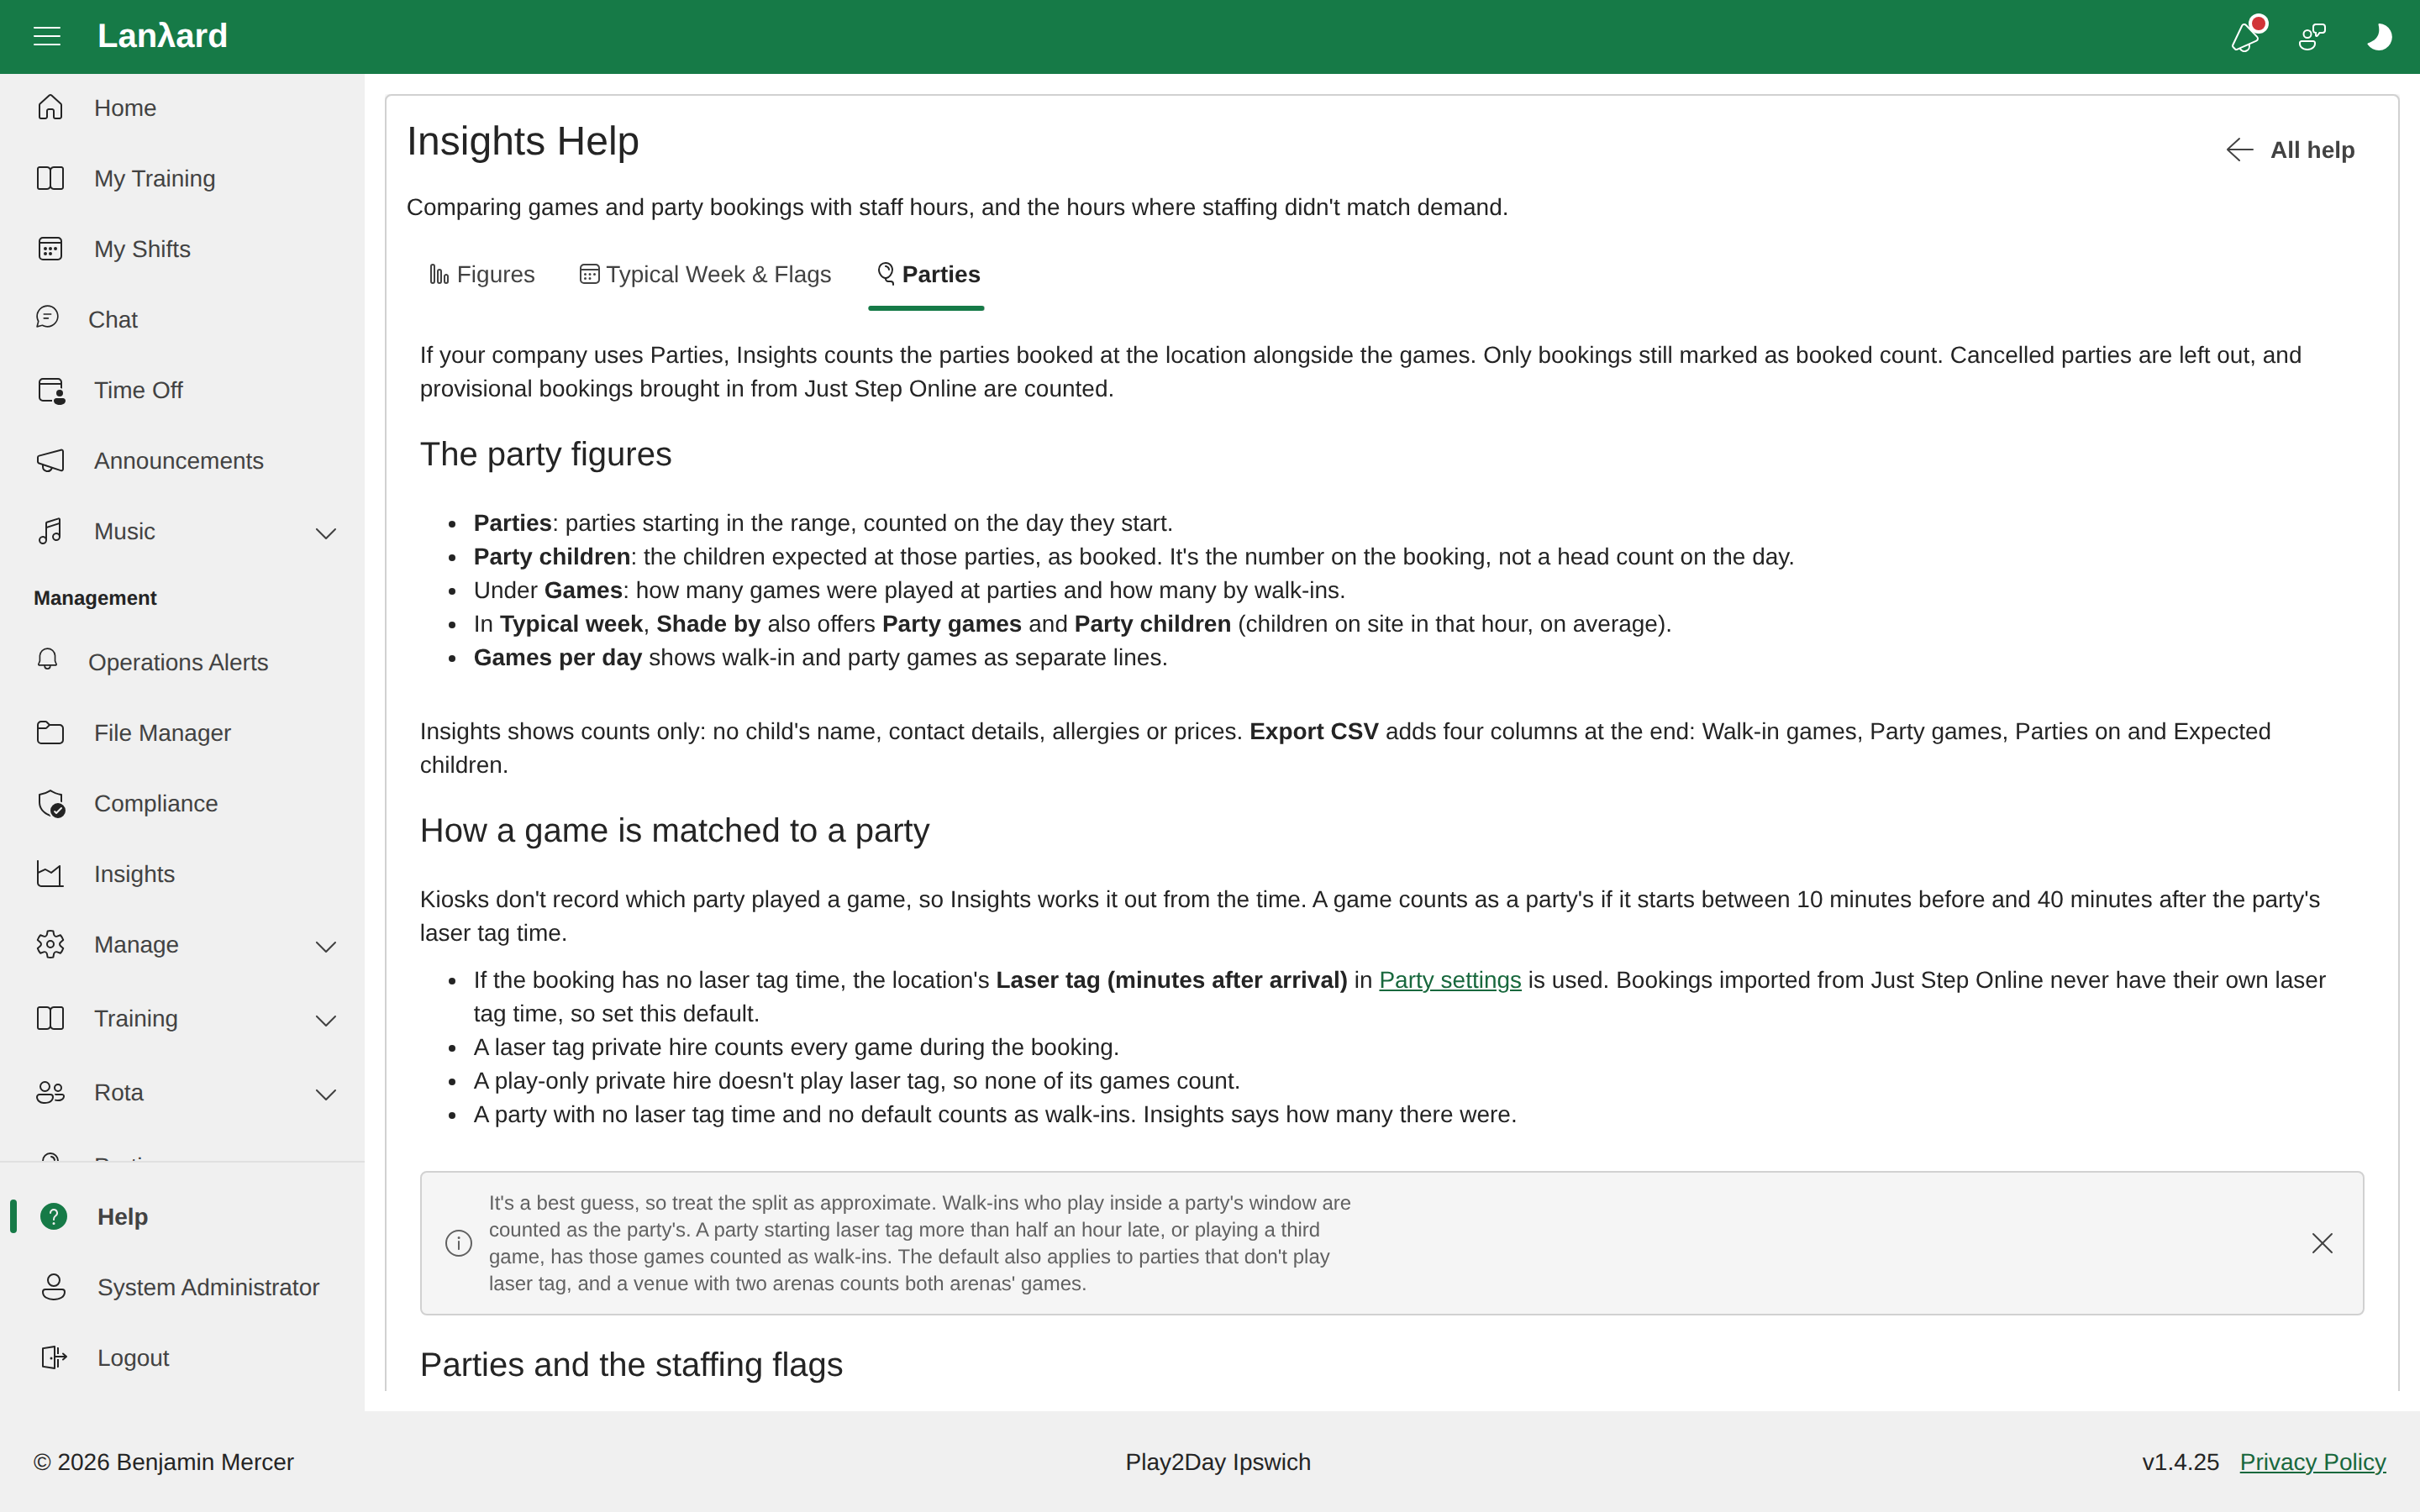 Lanλard
Home
My Training
My Shifts
Chat
Time Off
Announcements
Music
Management
Operations Alerts
File Manager
Compliance
Insights
Manage
Training
Rota
Help
System Administrator
Logout
Insights Help
All help
Comparing games and party bookings with staff hours, and the hours where staffing didn't match demand.
Figures
Typical Week & Flags
Parties
If your company uses Parties, Insights counts the parties booked at the location alongside the games. Only bookings still marked as booked count. Cancelled parties are left out, and
provisional bookings brought in from Just Step Online are counted.
The party figures
Parties: parties starting in the range, counted on the day they start.
Party children: the children expected at those parties, as booked. It's the number on the booking, not a head count on the day.
Under Games: how many games were played at parties and how many by walk-ins.
In Typical week, Shade by also offers Party games and Party children (children on site in that hour, on average).
Games per day shows walk-in and party games as separate lines.
Insights shows counts only: no child's name, contact details, allergies or prices. Export CSV adds four columns at the end: Walk-in games, Party games, Parties on and Expected
children.
How a game is matched to a party
Kiosks don't record which party played a game, so Insights works it out from the time. A game counts as a party's if it starts between 10 minutes before and 40 minutes after the party's
laser tag time.
If the booking has no laser tag time, the location's Laser tag (minutes after arrival) in Party settings is used. Bookings imported from Just Step Online never have their own laser
tag time, so set this default.
A laser tag private hire counts every game during the booking.
A play-only private hire doesn't play laser tag, so none of its games count.
A party with no laser tag time and no default counts as walk-ins. Insights says how many there were.
It's a best guess, so treat the split as approximate. Walk-ins who play inside a party's window are
counted as the party's. A party starting laser tag more than half an hour late, or playing a third
game, has those games counted as walk-ins. The default also applies to parties that don't play
laser tag, and a venue with two arenas counts both arenas' games.
Parties and the staffing flags
© 2026 Benjamin Mercer
Play2Day Ipswich
v1.4.25
Privacy Policy